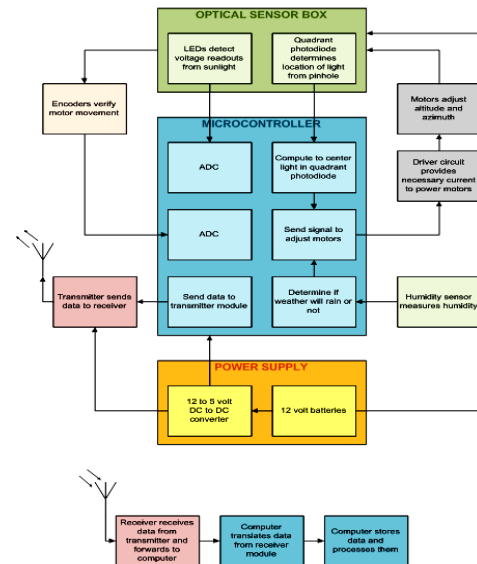 OPTICAL SENSOR BOX
LEDs detect
voltage readouts
from sunlight
Quadrant
photodiode
determines
location of light
from pinhole
Encoders verify
motor movement
Motors adjust
altitude and
azimuth
MICROCONTROLLER
ADC
Compute to center
light in quadrant
photodiode
Driver circuit
provides
necessary current
to power motors
ADC
Send signal to
adjust motors
Transmitter sends
data to receiver
Send data to
transmitter module
Determine if
weather will rain or
not
Humidity sensor
measures humidity
POWER SUPPLY
12 to 5 volt
DC to DC
converter
12 volt batteries
Receiver receives
data from
transmitter and
forwards to
computer
Computer
translates data
from receiver
module
Computer stores
data and
processes them